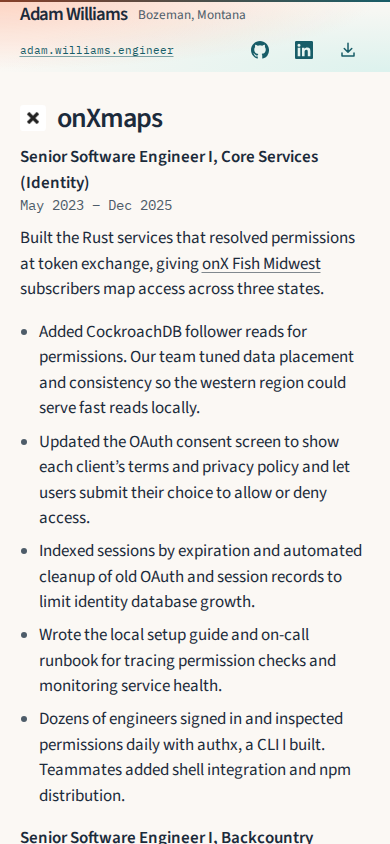 Adam Williams Bozeman, Montana
adam.williams.engineer
onXmaps
Senior Software Engineer I, Core Services
(Identity)
May 2023 – Dec 2025
Built the Rust services that resolved permissions
at token exchange, giving onX Fish Midwest
subscribers map access across three states.
• Added CockroachDB follower reads for
permissions. Our team tuned data placement
and consistency so the western region could
serve fast reads locally.
• Updated the OAuth consent screen to show
each client’s terms and privacy policy and let
users submit their choice to allow or deny
access.
• Indexed sessions by expiration and automated
cleanup of old OAuth and session records to
limit identity database growth.
• Wrote the local setup guide and on-call
runbook for tracing permission checks and
monitoring service health.
• Dozens of engineers signed in and inspected
permissions daily with authx, a CLI I built.
Teammates added shell integration and npm
distribution.
Senior Software Engineer I, Backcountry